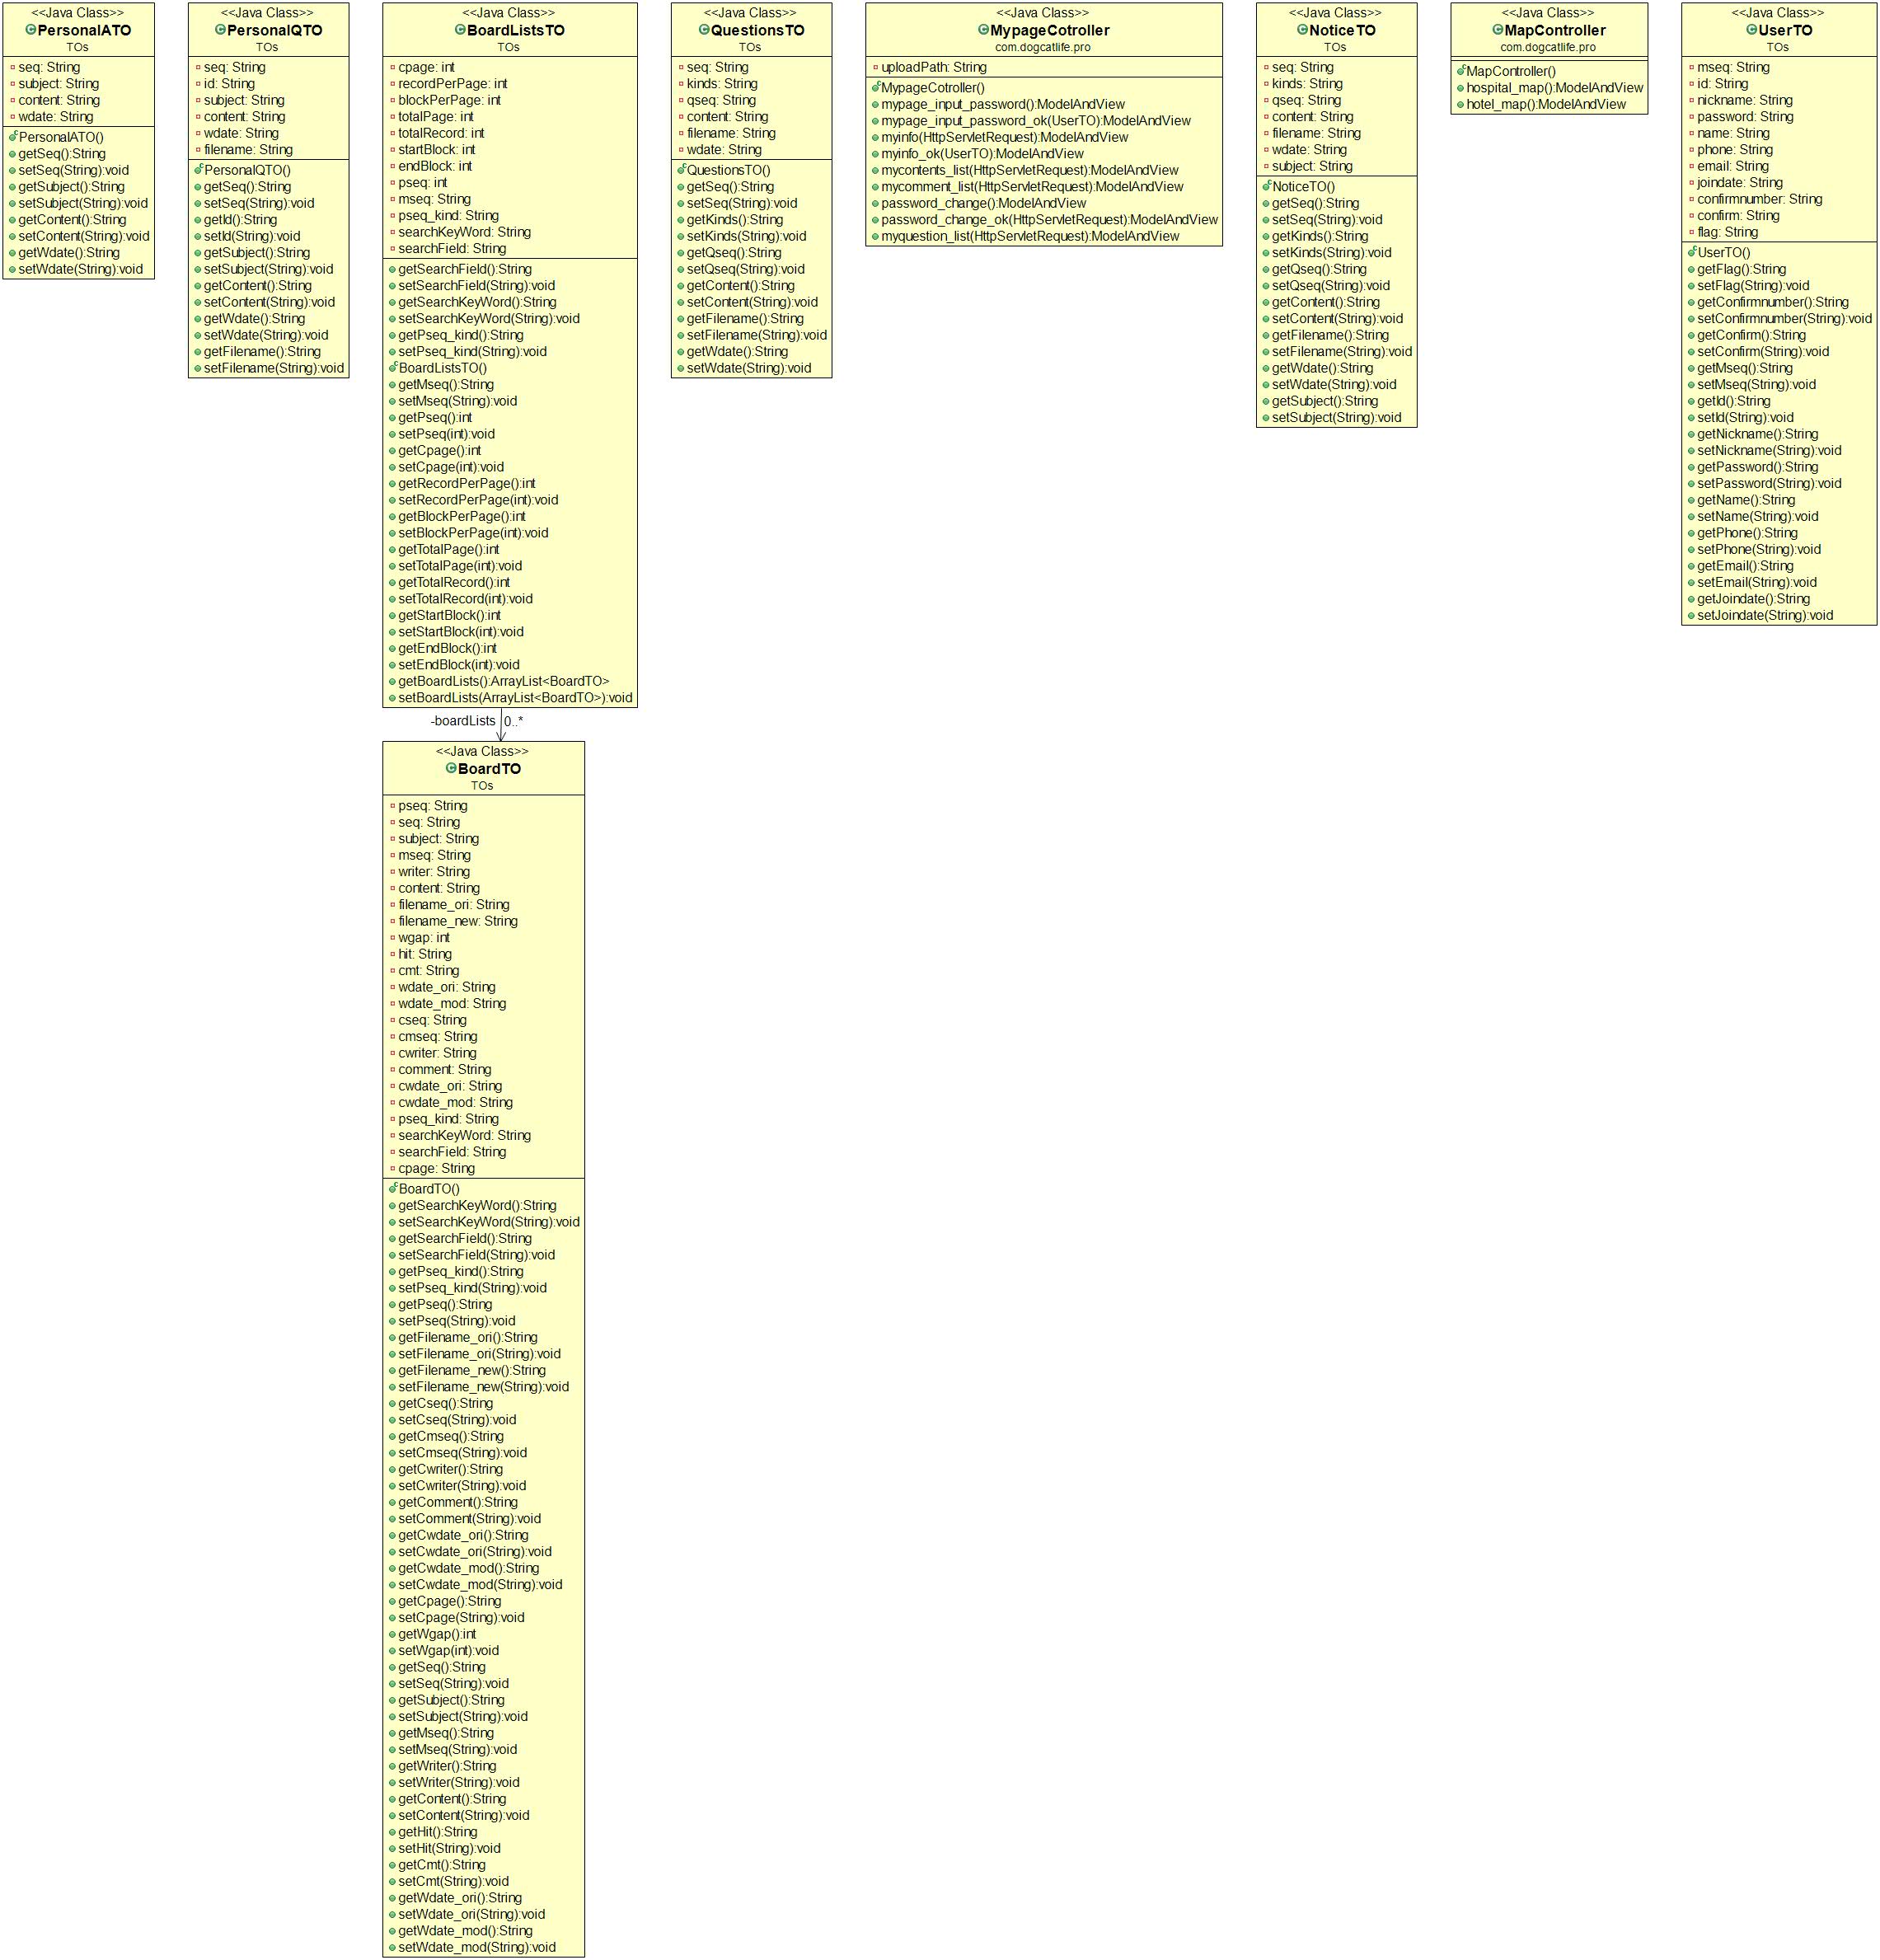 <<Java Class>>
PersonalATO
TOs
seq: String
subject: String
content: String
wdate: String
PersonalATO()
getSeq():String
setSeq(String):void
getSubject():String
setSubject(String):void
getContent():String
setContent(String):void
getWdate():String
setWdate(String):void
<<Java Class>>
PersonalQTO
TOs
seq: String
id: String
subject: String
content: String
wdate: String
filename: String
PersonalQTO()
getSeq():String
setSeq(String):void
getId():String
setId(String):void
getSubject():String
setSubject(String):void
getContent():String
setContent(String):void
getWdate():String
setWdate(String):void
getFilename():String
setFilename(String):void
<<Java Class>>
BoardListsTO
TOs
cpage: int
recordPerPage: int
blockPerPage: int
totalPage: int
totalRecord: int
startBlock: int
endBlock: int
pseq: int
mseq: String
pseq_kind: String
searchKeyWord: String
searchField: String
getSearchField():String
setSearchField(String):void
getSearchKeyWord():String
setSearchKeyWord(String):void
getPseq_kind():String
setPseq_kind(String):void
BoardListsTO()
getMseq():String
setMseq(String):void
getPseq():int
setPseq(int):void
getCpage():int
setCpage(int):void
getRecordPerPage():int
setRecordPerPage(int):void
getBlockPerPage():int
setBlockPerPage(int):void
getTotalPage():int
setTotalPage(int):void
getTotalRecord():int
setTotalRecord(int):void
getStartBlock():int
setStartBlock(int):void
getEndBlock():int
setEndBlock(int):void
getBoardLists():ArrayList<BoardTO>
setBoardLists(ArrayList<BoardTO>):void
-boardLists 0..*
<<Java Class>>
BoardTO
TOs
pseq: String
seq: String
subject: String
mseq: String
writer: String
content: String
filename_ori: String
filename_new: String
wgap: int
hit: String
cmt: String
wdate_ori: String
wdate_mod: String
cseq: String
cmseq: String
cwriter: String
comment: String
cwdate_ori: String
cwdate_mod: String
pseq_kind: String
searchKeyWord: String
searchField: String
cpage: String
BoardTO()
getSearchKeyWord():String
setSearchKeyWord(String):void
getSearchField():String
setSearchField(String):void
getPseq_kind():String
setPseq_kind(String):void
getPseq():String
setPseq(String):void
getFilename_ori():String
setFilename_ori(String):void
getFilename_new():String
setFilename_new(String):void
getCseq():String
setCseq(String):void
getCmseq():String
setCmseq(String):void
getCwriter():String
setCwriter(String):void
getComment():String
setComment(String):void
getCwdate_ori():String
setCwdate_ori(String):void
getCwdate_mod():String
setCwdate_mod(String):void
getCpage():String
setCpage(String):void
getWgap():int
setWgap(int):void
getSeq():String
setSeq(String):void
getSubject():String
setSubject(String):void
getMseq():String
setMseq(String):void
getWriter():String
setWriter(String):void
getContent():String
setContent(String):void
getHit():String
setHit(String):void
getCmt():String
setCmt(String):void
getWdate_ori():String
setWdate_ori(String):void
getWdate_mod():String
setWdate_mod(String):void
<<Java Class>>
QuestionsTO
TOs
seq: String
kinds: String
qseq: String
content: String
filename: String
wdate: String
QuestionsTO()
getSeq():String
setSeq(String):void
getKinds():String
setKinds(String):void
getQseq():String
setQseq(String):void
getContent():String
setContent(String):void
getFilename():String
setFilename(String):void
getWdate():String
setWdate(String):void
<<Java Class>>
MypageCotroller
com.dogcatlife.pro
uploadPath: String
MypageCotroller()
mypage_input_password():ModelAndView
mypage_input_password_ok(UserTO):ModelAndView
myinfo(HttpServletRequest):ModelAndView
myinfo_ok(UserTO):ModelAndView
mycontents_list(HttpServletRequest):ModelAndView
mycomment_list(HttpServletRequest):ModelAndView
password_change():ModelAndView
password_change_ok(HttpServletRequest):ModelAndView
myquestion_list(HttpServletRequest):ModelAndView
<<Java Class>>
NoticeTO
TOs
seq: String
kinds: String
qseq: String
content: String
filename: String
wdate: String
subject: String
NoticeTO()
getSeq():String
setSeq(String):void
getKinds():String
setKinds(String):void
getQseq():String
setQseq(String):void
getContent():String
setContent(String):void
getFilename():String
setFilename(String):void
getWdate():String
setWdate(String):void
getSubject():String
setSubject(String):void
<<Java Class>>
MapController
com.dogcatlife.pro
MapController()
hospital_map():ModelAndView
hotel_map():ModelAndView
<<Java Class>>
UserTO
TOs
mseq: String
id: String
nickname: String
password: String
name: String
phone: String
email: String
joindate: String
confirmnumber: String
confirm: String
flag: String
UserTO()
getFlag():String
setFlag(String):void
getConfirmnumber():String
setConfirmnumber(String):void
getConfirm():String
setConfirm(String):void
getMseq():String
setMseq(String):void
getId():String
setId(String):void
getNickname():String
setNickname(String):void
getPassword():String
setPassword(String):void
getName():String
setName(String):void
getPhone():String
setPhone(String):void
getEmail():String
setEmail(String):void
getJoindate():String
setJoindate(String):void